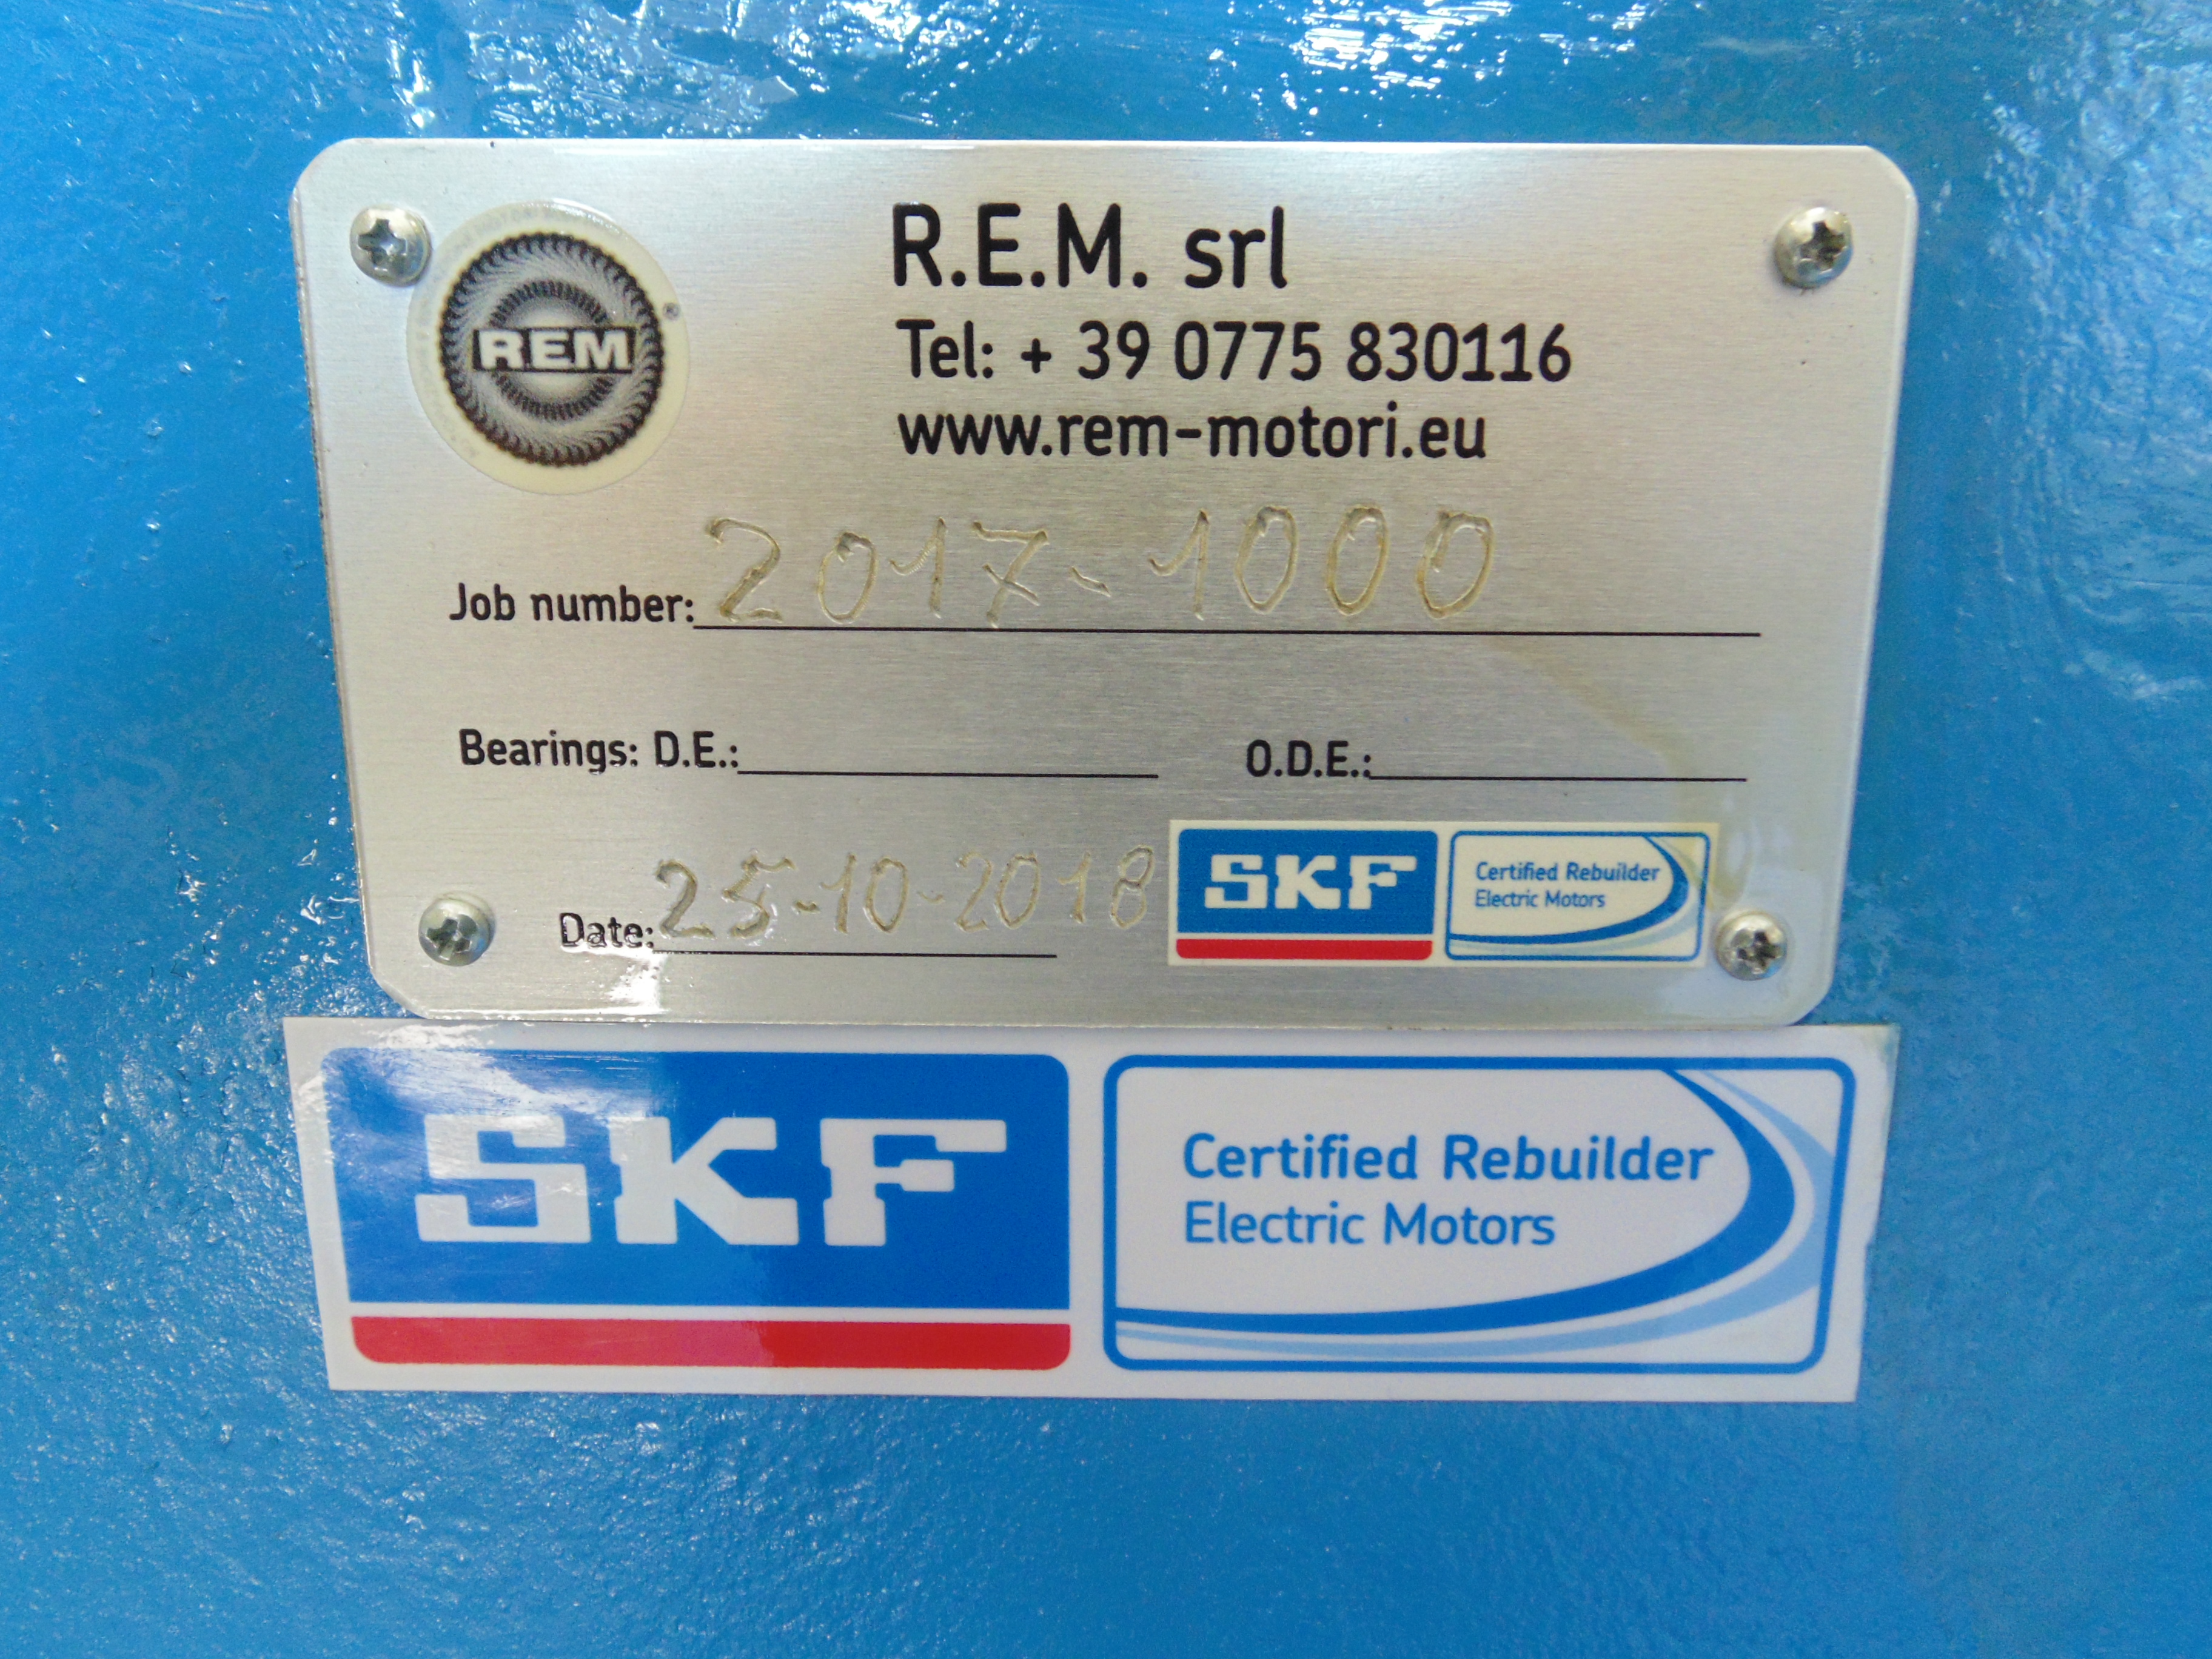 REM ®
R.E.M. srl
Tel: + 39 0775 830116
www.rem-motori.eu
Job number: 2017-1000
Bearings: D.E.: O.D.E.:
Date: 25-10-2018
SKF Certified Rebuilder
Electric Motors
SKF Certified Rebuilder
Electric Motors